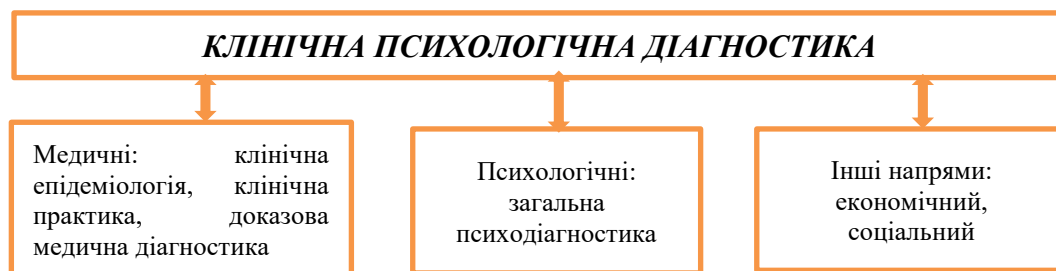 КЛІНІЧНА ПСИХОЛОГІЧНА ДІАГНОСТИКА
Медичні: клінічна
епідеміологія, клінічна
практика, доказова
медична діагностика
Психологічні:
загальна
психодіагностика
Інші напрями:
економічний,
соціальний